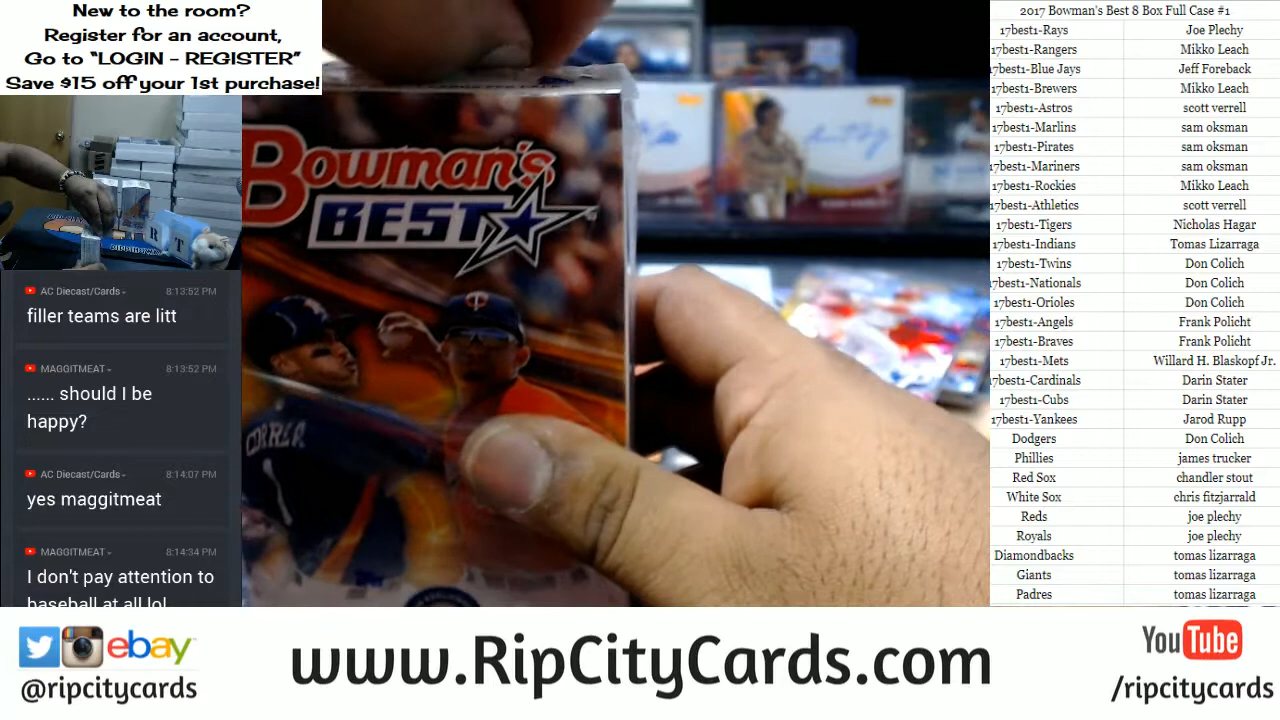 New to the room?
Register for an account,
Go to “LOGIN - REGISTER”
Save $15 off your 1st purchase!
AC Diecast/Cards 8:13:52 PM
filler teams are litt
MAGGITMEAT 8:13:52 PM
...... should I be
happy?
AC Diecast/Cards 8:14:07 PM
yes maggitmeat
MAGGITMEAT 8:14:34 PM
I don't pay attention to
baseball at all lol
Bowman's
BEST
CORREA
1
2017 Bowman's Best 8 Box Full Case #1
17best1-Rays Joe Plechy
17best1-Rangers Mikko Leach
17best1-Blue Jays Jeff Foreback
17best1-Brewers Mikko Leach
17best1-Astros scott verrell
17best1-Marlins sam oksman
17best1-Pirates sam oksman
17best1-Mariners sam oksman
17best1-Rockies Mikko Leach
17best1-Athletics scott verrell
17best1-Tigers Nicholas Hagar
17best1-Indians Tomas Lizarraga
17best1-Twins Don Colich
17best1-Nationals Don Colich
17best1-Orioles Don Colich
17best1-Angels Frank Policht
17best1-Braves Frank Policht
17best1-Mets Willard H. Blaskopf Jr.
17best1-Cardinals Darin Stater
17best1-Cubs Darin Stater
17best1-Yankees Jarod Rupp
Dodgers Don Colich
Phillies james trucker
Red Sox chandler stout
White Sox chris fitzjarrald
Reds joe plechy
Royals joe plechy
Diamondbacks tomas lizarraga
Giants tomas lizarraga
Padres tomas lizarraga
ebay
@ripcitycards
www.RipCityCards.com
YouTube
/ripcitycards